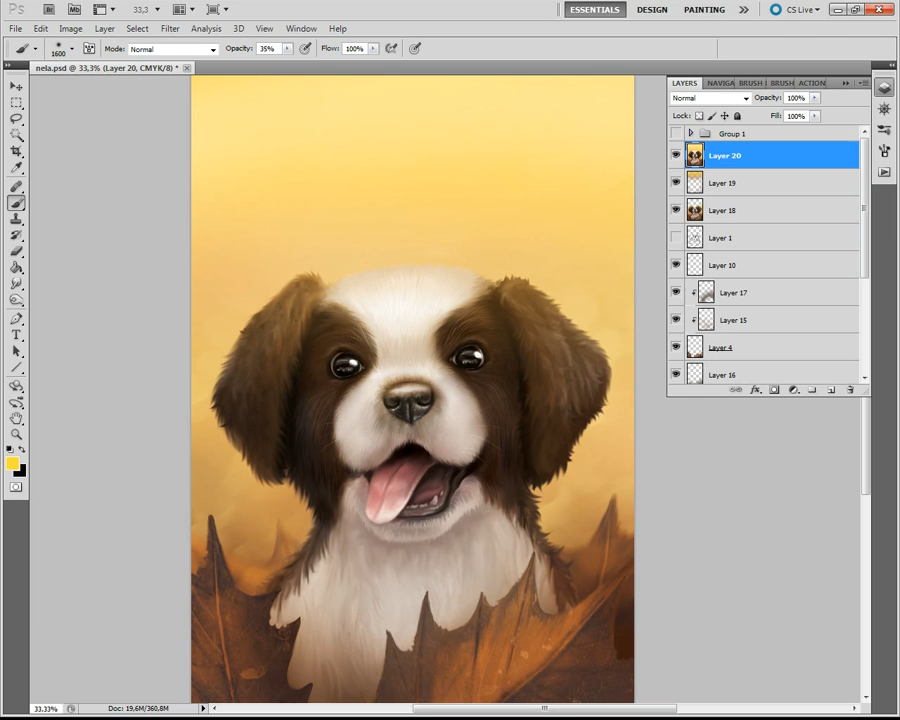 Ps Br Mb 33,3 ESSENTIALS DESIGN PAINTING CS Live
File Edit Image Layer Select Filter Analysis 3D View Window Help
1600 Mode: Normal Opacity: 35% Flow: 100%
nela.psd @ 33,3% (Layer 20, CMYK/8) *
LAYERS NAVIGA BRUSH BRUSH ACTION
Normal Opacity: 100%
Lock: Fill: 100%
Group 1
Layer 20
Layer 19
Layer 18
Layer 1
Layer 10
Layer 17
Layer 15
Layer 4
Layer 16
33.33% Doc: 19,6M/360,8M